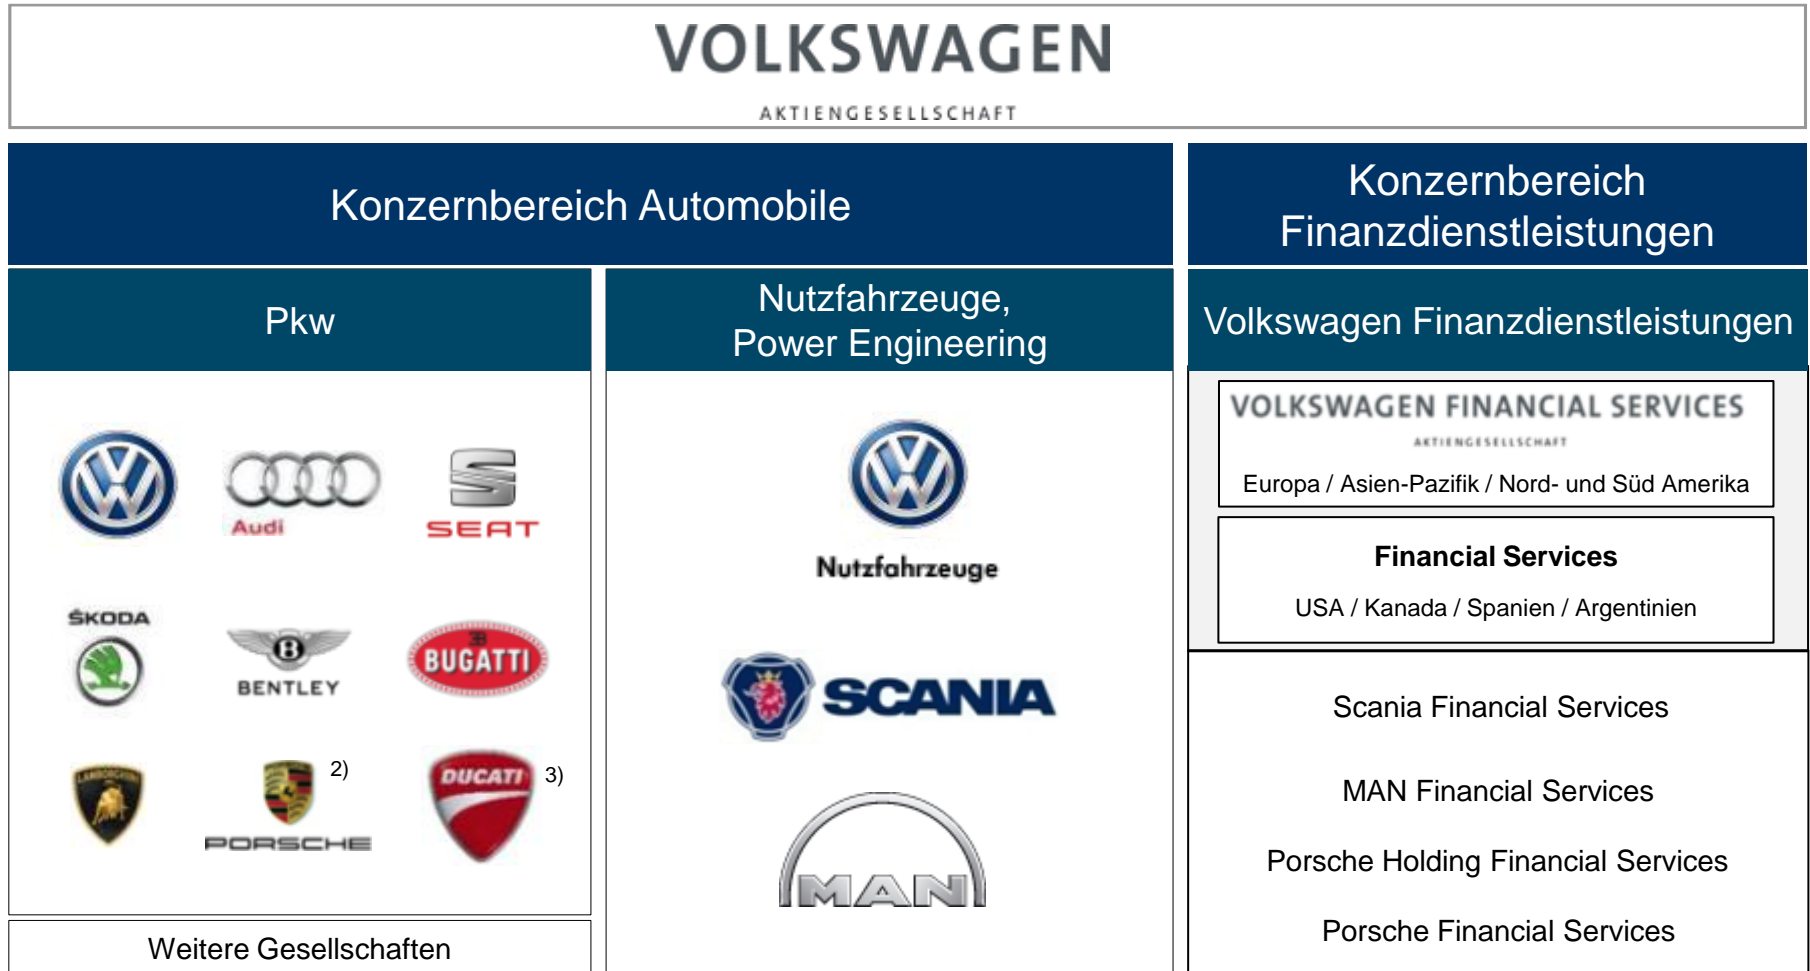 VOLKSWAGEN
AKTIENGESELLSCHAFT
Konzernbereich Automobile
Konzernbereich
Finanzdienstleistungen
Pkw
Nutzfahrzeuge,
Power Engineering
Volkswagen Finanzdienstleistungen
Audi
SEAT
ŠKODA
BENTLEY
BUGATTI
LAMBORGHINI
2)
PORSCHE
DUCATI
3)
Weitere Gesellschaften
Nutzfahrzeuge
SCANIA
MAN
VOLKSWAGEN FINANCIAL SERVICES
AKTIENGESELLSCHAFT
Europa / Asien-Pazifik / Nord- und Süd Amerika
Financial Services
USA / Kanada / Spanien / Argentinien
Scania Financial Services
MAN Financial Services
Porsche Holding Financial Services
Porsche Financial Services